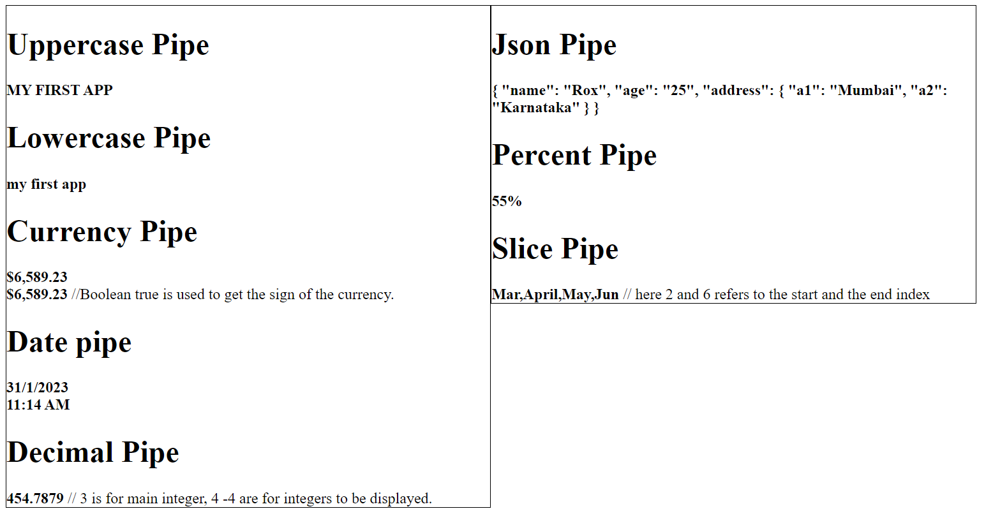 Uppercase Pipe
MY FIRST APP
Lowercase Pipe
my first app
Currency Pipe
$6,589.23
$6,589.23 //Boolean true is used to get the sign of the currency.
Date pipe
31/1/2023
11:14 AM
Decimal Pipe
454.7879 // 3 is for main integer, 4 -4 are for integers to be displayed.
Json Pipe
{ "name": "Rox", "age": "25", "address": { "a1": "Mumbai", "a2":
"Karnataka" } }
Percent Pipe
55%
Slice Pipe
Mar,April,May,Jun // here 2 and 6 refers to the start and the end index